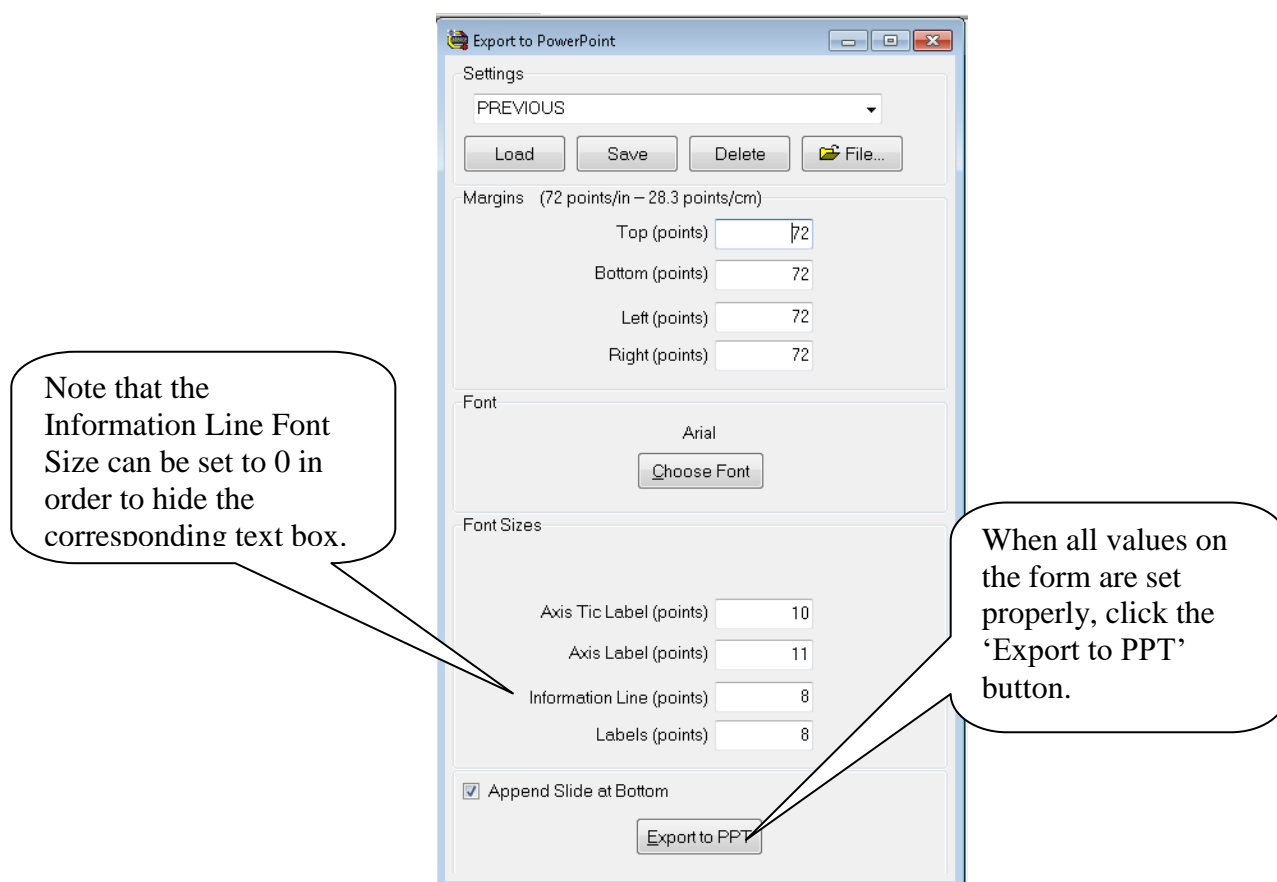 Export to PowerPoint
Settings
PREVIOUS
Load Save Delete File...
Margins (72 points/in – 28.3 points/cm)
Top (points) 72
Bottom (points) 72
Left (points) 72
Right (points) 72
Font
Arial
Choose Font
Font Sizes
Axis Tic Label (points) 10
Axis Label (points) 11
Information Line (points) 8
Labels (points) 8
Append Slide at Bottom
Export to PPT
Note that the
Information Line Font
Size can be set to 0 in
order to hide the
corresponding text box.
When all values on
the form are set
properly, click the
‘Export to PPT’
button.